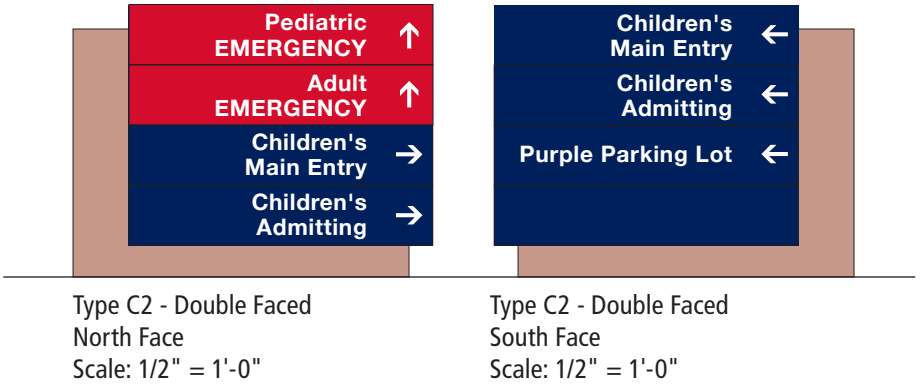 Pediatric
EMERGENCY ↑
Adult
EMERGENCY ↑
Children's
Main Entry →
Children's
Admitting →
Type C2 - Double Faced
North Face
Scale: 1/2" = 1'-0"
Children's
Main Entry ←
Children's
Admitting ←
Purple Parking Lot ←
Type C2 - Double Faced
South Face
Scale: 1/2" = 1'-0"